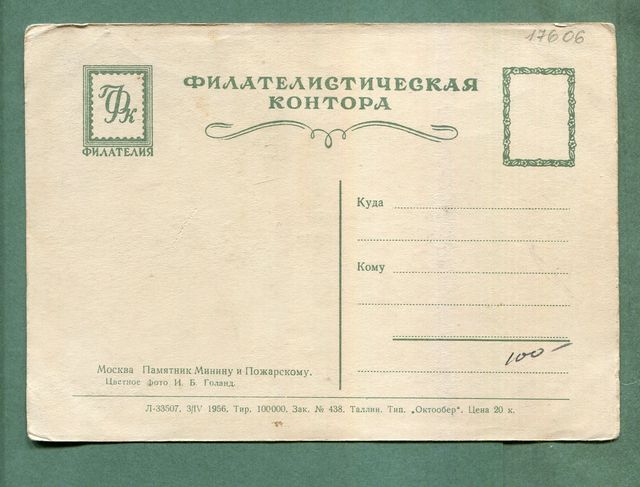 17606
ФК
ФИЛАТЕЛИЯ
ФИЛАТЕЛИСТИЧЕСКАЯ
КОНТОРА
Куда
Кому
100-
Москва Памятник Минину и Пожарскому.
Цветное фото И. Б. Голанд.
Л-33507. 3/IV 1956. Тир. 100000. Зак. № 438. Таллин. Тип. „Октообер“. Цена 20 к.